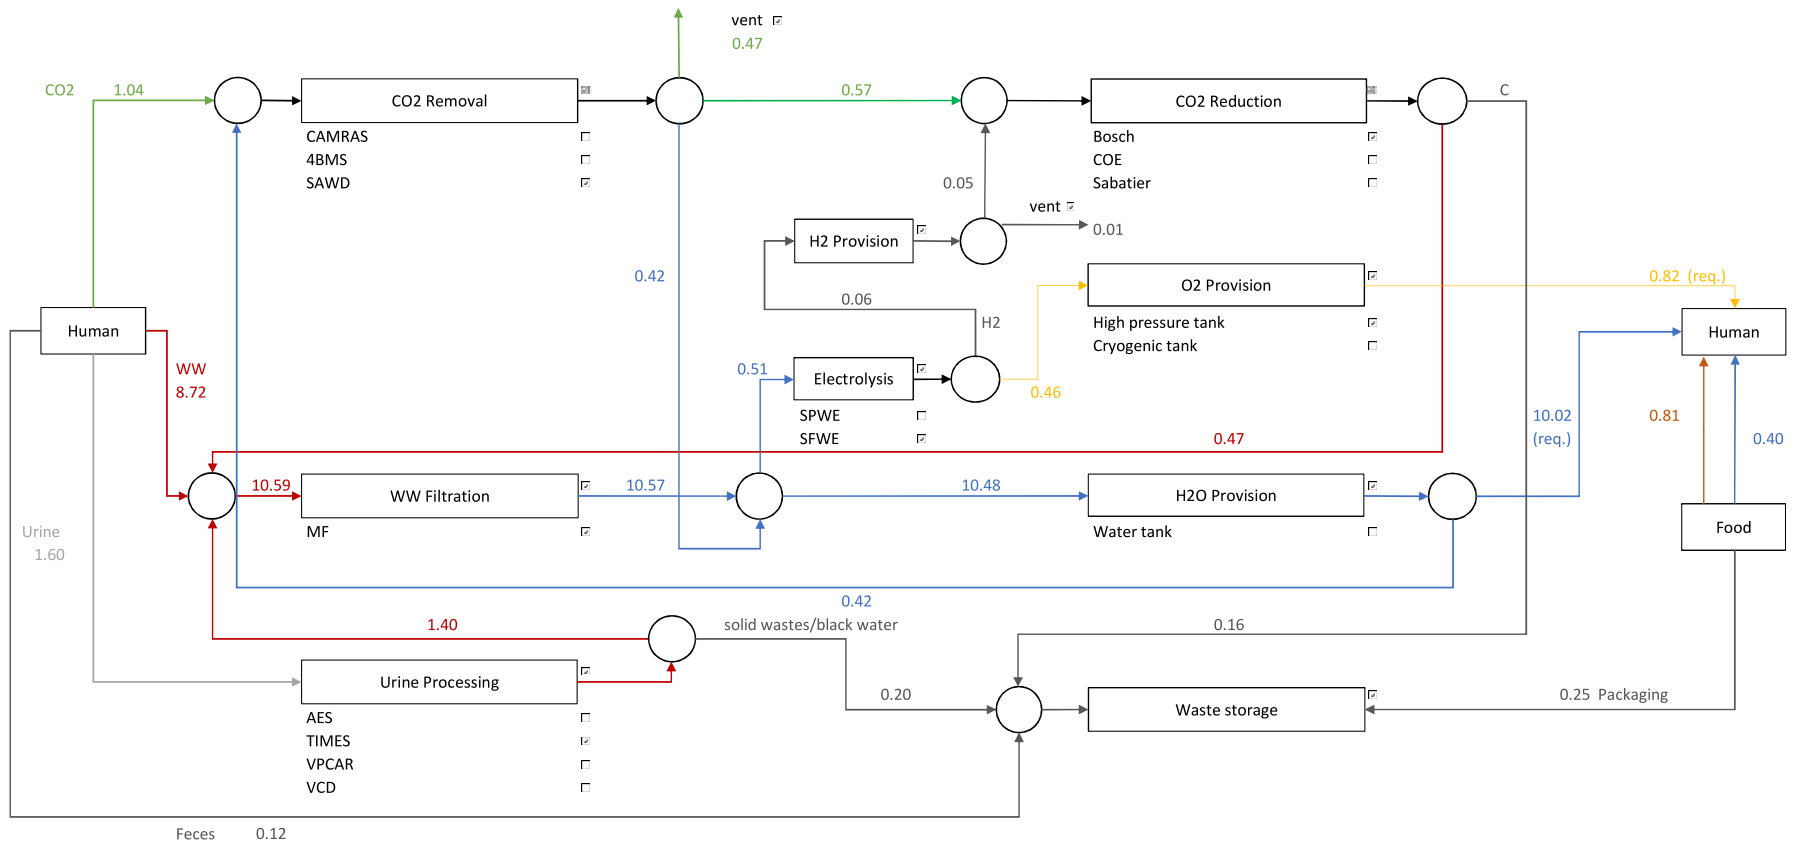 vent
0.47
CO2 1.04
0.57
C
CO2 Removal
CO2 Reduction
CAMRAS
4BMS
SAWD
Bosch
COE
Sabatier
0.05
vent
0.01
H2 Provision
0.42
0.82 (req.)
O2 Provision
0.06
H2
High pressure tank
Cryogenic tank
Human
Human
WW
8.72
0.51
Electrolysis
0.46
SPWE
SFWE
10.02
(req.)
0.81
0.40
0.47
10.59
WW Filtration
10.57
10.48
H2O Provision
MF
Water tank
Food
Urine
1.60
0.42
1.40
solid wastes/black water
0.16
Urine Processing
0.20
Waste storage
0.25 Packaging
AES
TIMES
VPCAR
VCD
Feces 0.12